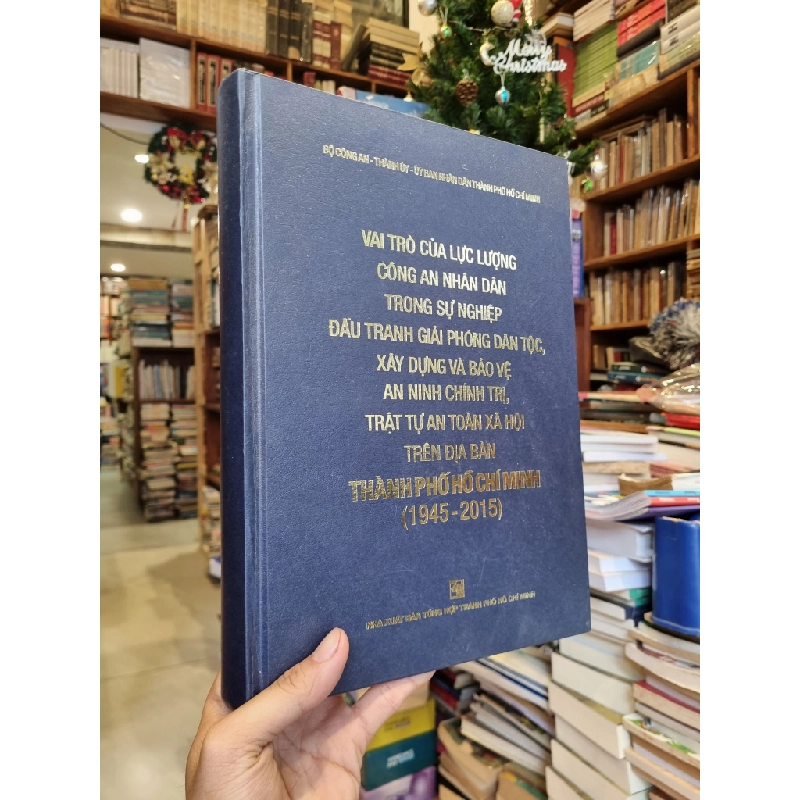 Merry
Christmas
BỘ CÔNG AN - THÀNH ỦY - ỦY BAN NHÂN DÂN THÀNH PHỐ HỒ CHÍ MINH
VAI TRÒ CỦA LỰC LƯỢNG
CÔNG AN NHÂN DÂN
TRONG SỰ NGHIỆP
ĐẤU TRANH GIẢI PHÓNG DÂN TỘC,
XÂY DỰNG VÀ BẢO VỆ
AN NINH CHÍNH TRỊ,
TRẬT TỰ AN TOÀN XÃ HỘI
TRÊN ĐỊA BÀN
THÀNH PHỐ HỒ CHÍ MINH
(1945-2015)
NHÀ XUẤT BẢN TỔNG HỢP THÀNH PHỐ HỒ CHÍ MINH